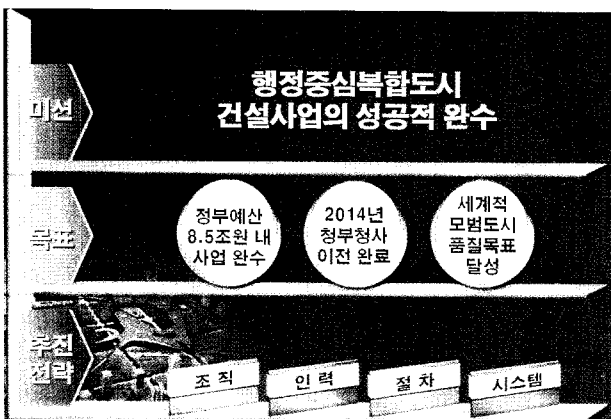 미션
행정중심복합도시
건설사업의 성공적 완수
목표
정부예산
8.5조원 내
사업 완수
2014년
청부청사
이전 완료
세계적
모범도시
품질목표
달성
추진
전략
조 직
인 력
절 차
시스템